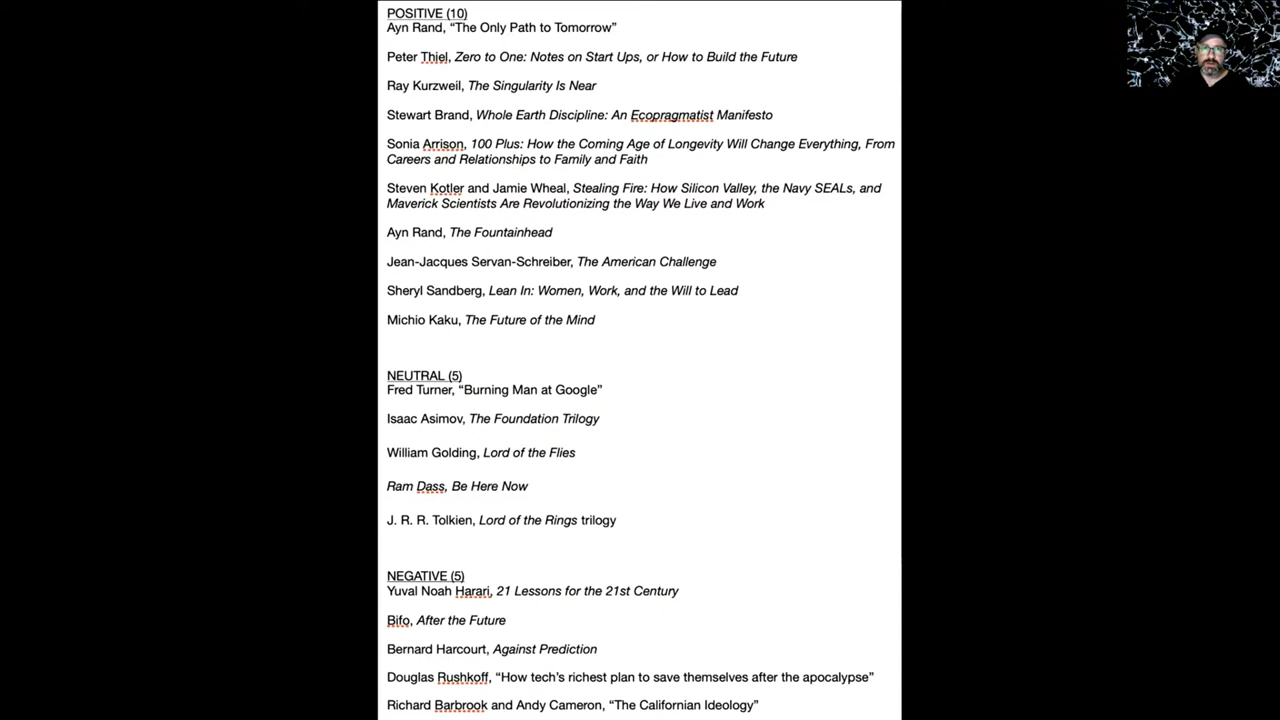 POSITIVE (10)
Ayn Rand, “The Only Path to Tomorrow”
Peter Thiel, Zero to One: Notes on Start Ups, or How to Build the Future
Ray Kurzweil, The Singularity Is Near
Stewart Brand, Whole Earth Discipline: An Ecopragmatist Manifesto
Sonia Arrison, 100 Plus: How the Coming Age of Longevity Will Change Everything, From
Careers and Relationships to Family and Faith
Steven Kotler and Jamie Wheal, Stealing Fire: How Silicon Valley, the Navy SEALs, and
Maverick Scientists Are Revolutionizing the Way We Live and Work
Ayn Rand, The Fountainhead
Jean-Jacques Servan-Schreiber, The American Challenge
Sheryl Sandberg, Lean In: Women, Work, and the Will to Lead
Michio Kaku, The Future of the Mind
NEUTRAL (5)
Fred Turner, “Burning Man at Google”
Isaac Asimov, The Foundation Trilogy
William Golding, Lord of the Flies
Ram Dass, Be Here Now
J. R. R. Tolkien, Lord of the Rings trilogy
NEGATIVE (5)
Yuval Noah Harari, 21 Lessons for the 21st Century
Bifo, After the Future
Bernard Harcourt, Against Prediction
Douglas Rushkoff, “How tech’s richest plan to save themselves after the apocalypse”
Richard Barbrook and Andy Cameron, “The Californian Ideology”